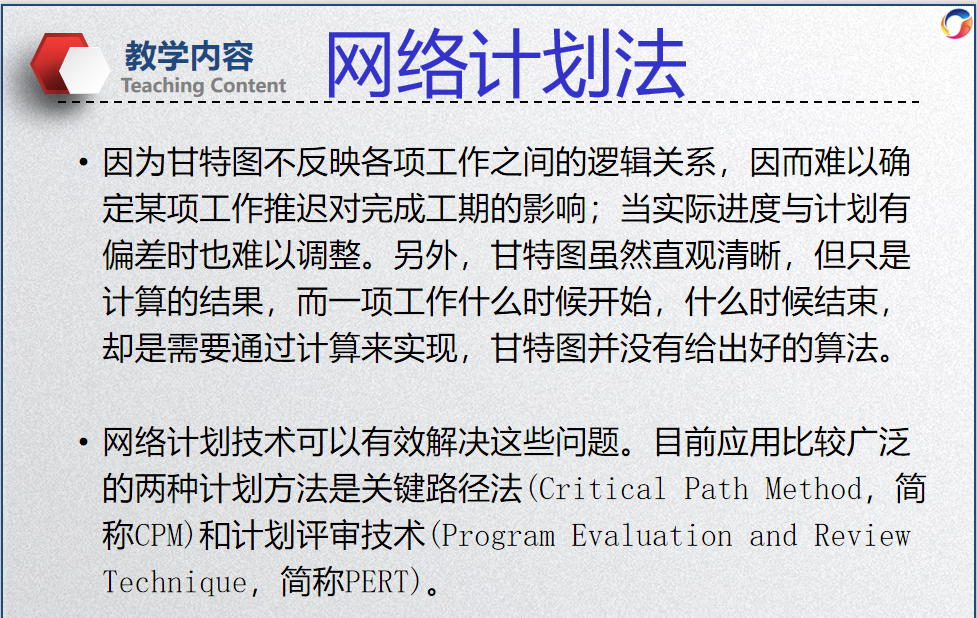 教学内容
Teaching Content
网络计划法
• 因为甘特图不反映各项工作之间的逻辑关系，因而难以确
定某项工作推迟对完成工期的影响；当实际进度与计划有
偏差时也难以调整。另外，甘特图虽然直观清晰，但只是
计算的结果，而一项工作什么时候开始，什么时候结束，
却是需要通过计算来实现，甘特图并没有给出好的算法。
• 网络计划技术可以有效解决这些问题。目前应用比较广泛
的两种计划方法是关键路径法(Critical Path Method，简
称CPM)和计划评审技术(Program Evaluation and Review
Technique，简称PERT)。